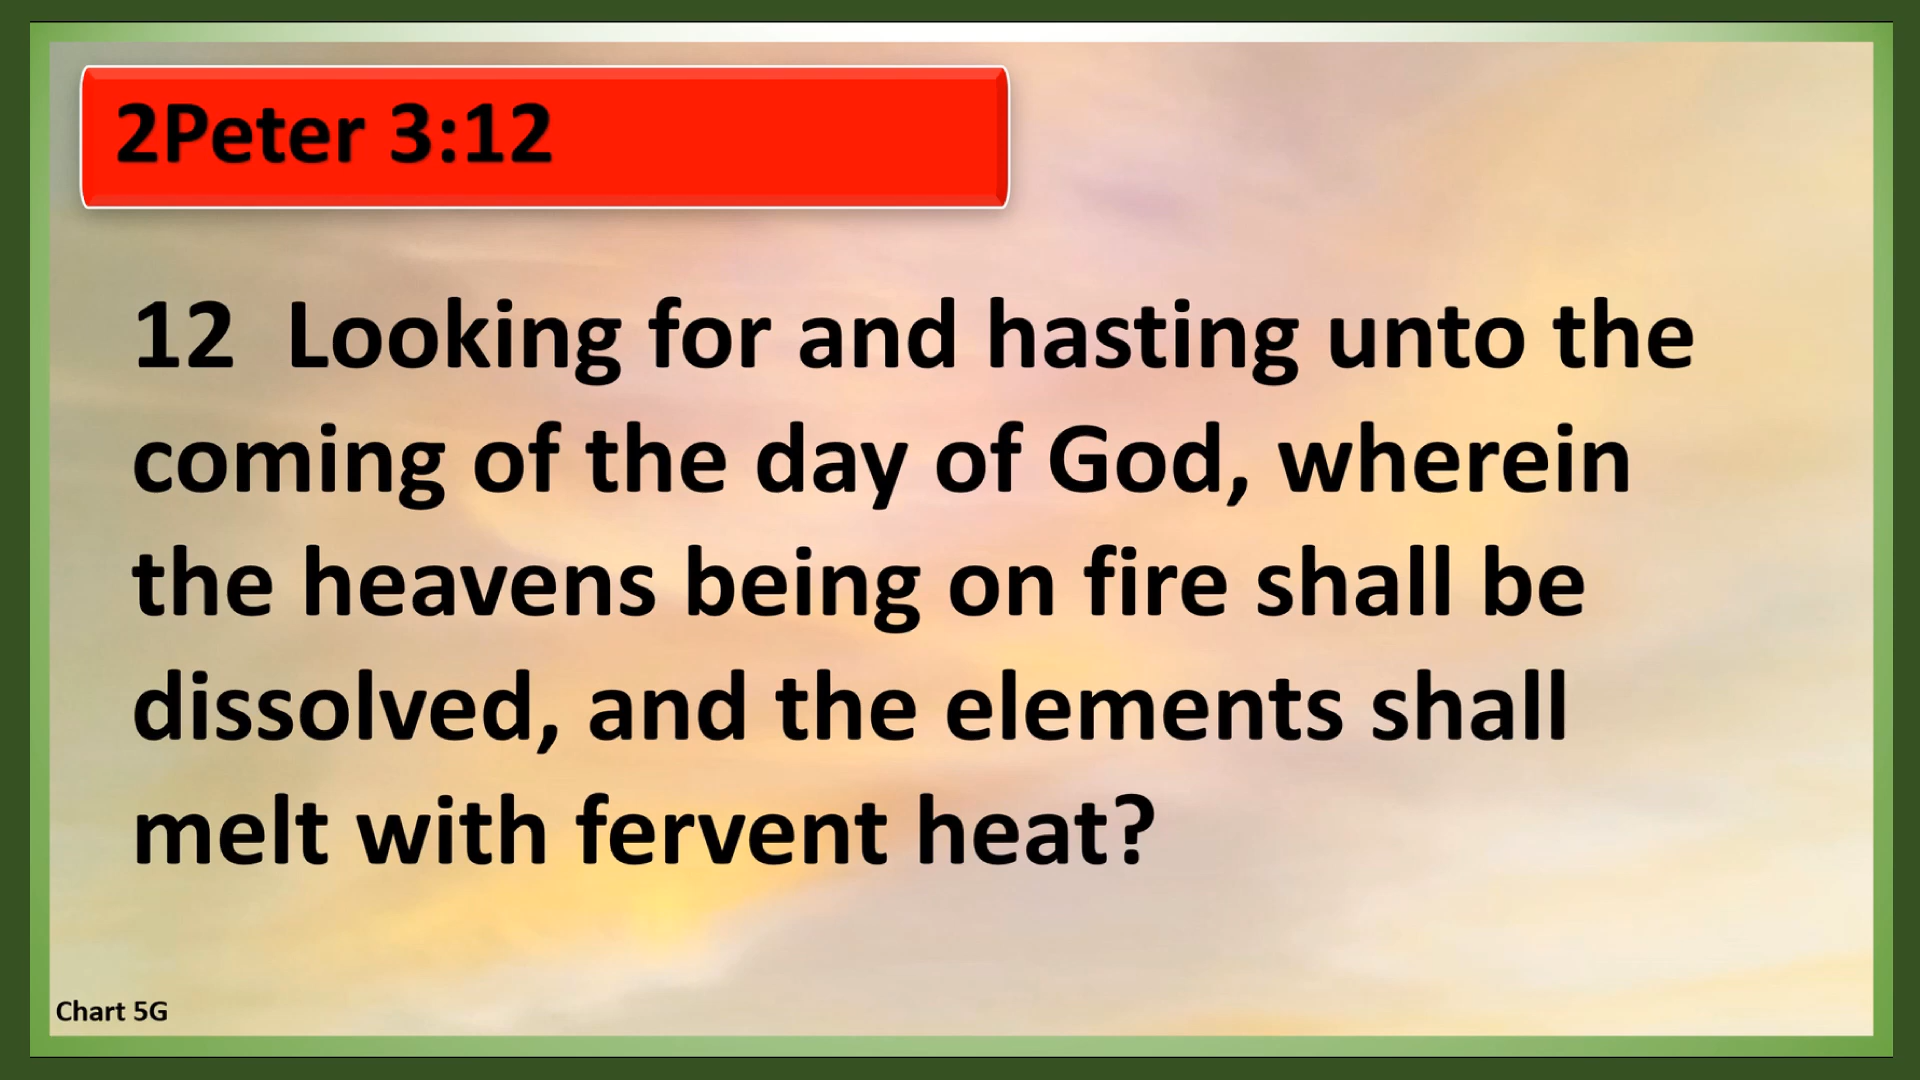 2Peter 3:12
12  Looking for and hasting unto the
coming of the day of God, wherein
the heavens being on fire shall be
dissolved, and the elements shall
melt with fervent heat?
Chart 5G